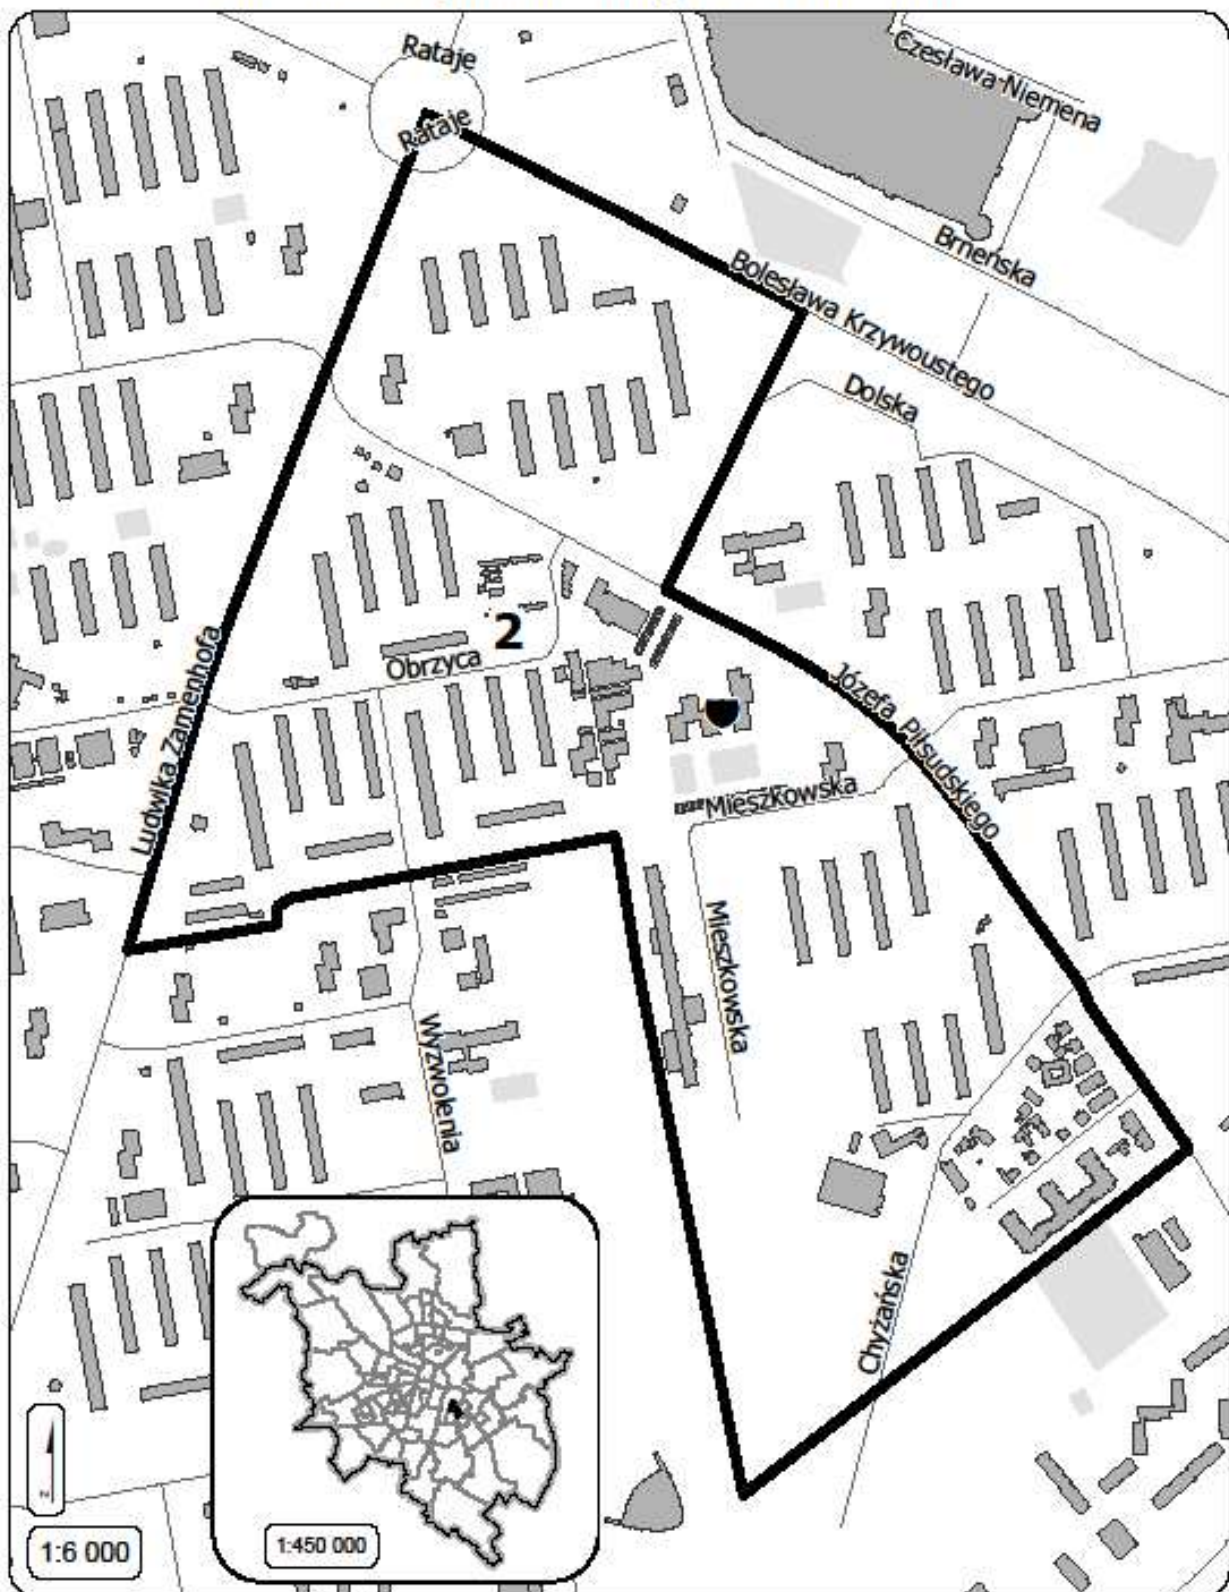 Rataje
Czesława Niemena
Rataje
Brneńska
Bolesława Krzywoustego
Dolska
2
Obrzyca
Ludwika Zamenhofa
Józefa Piłsudskiego
Mieszkowska
Mieszkowska
Wyzwolenia
Chyżańska
N
1:6 000
1:450 000